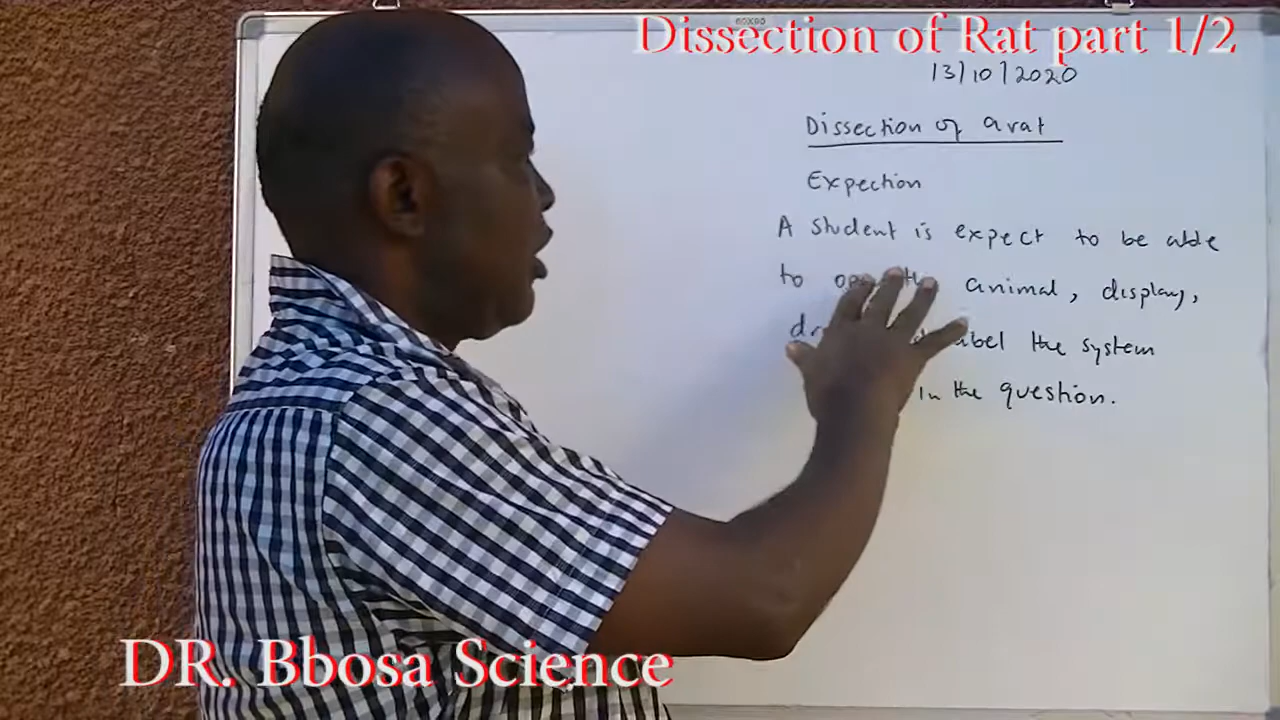 60x90
Dissection of Rat part 1/2
13/10/2020
Dissection of a rat
Expection
A student is expect to be able
to animal, display,
label the system
in the question.
DR. Bbosa Science